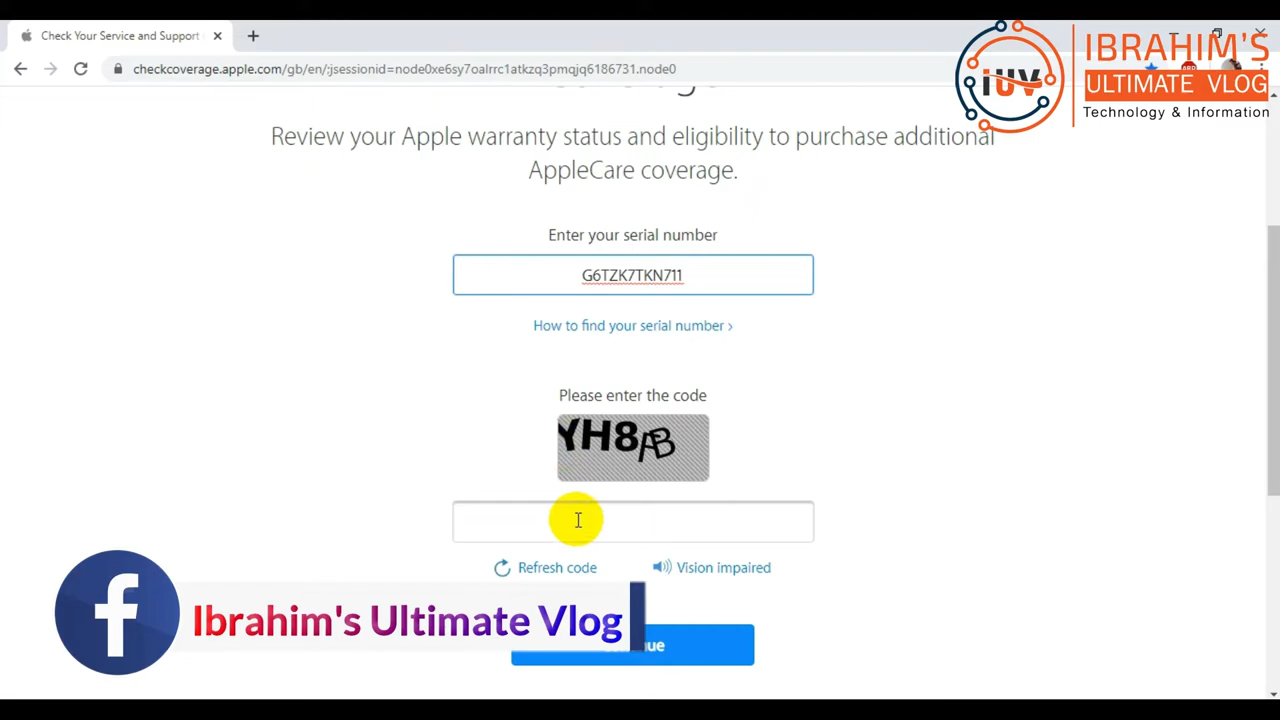 Check Your Service and Support
checkcoverage.apple.com/gb/en/;jsessionid=node0xe6sy7oalrrc1atkzq3pmqjq6186731.node0
IBRAHIM'S
ULTIMATE VLOG
Technology & Information
iUV
Review your Apple warranty status and eligibility to purchase additional
AppleCare coverage.
Enter your serial number
G6TZK7TKN711
How to find your serial number ›
Please enter the code
YH8AB
Refresh code
Vision impaired
f
Ibrahim's Ultimate Vlog